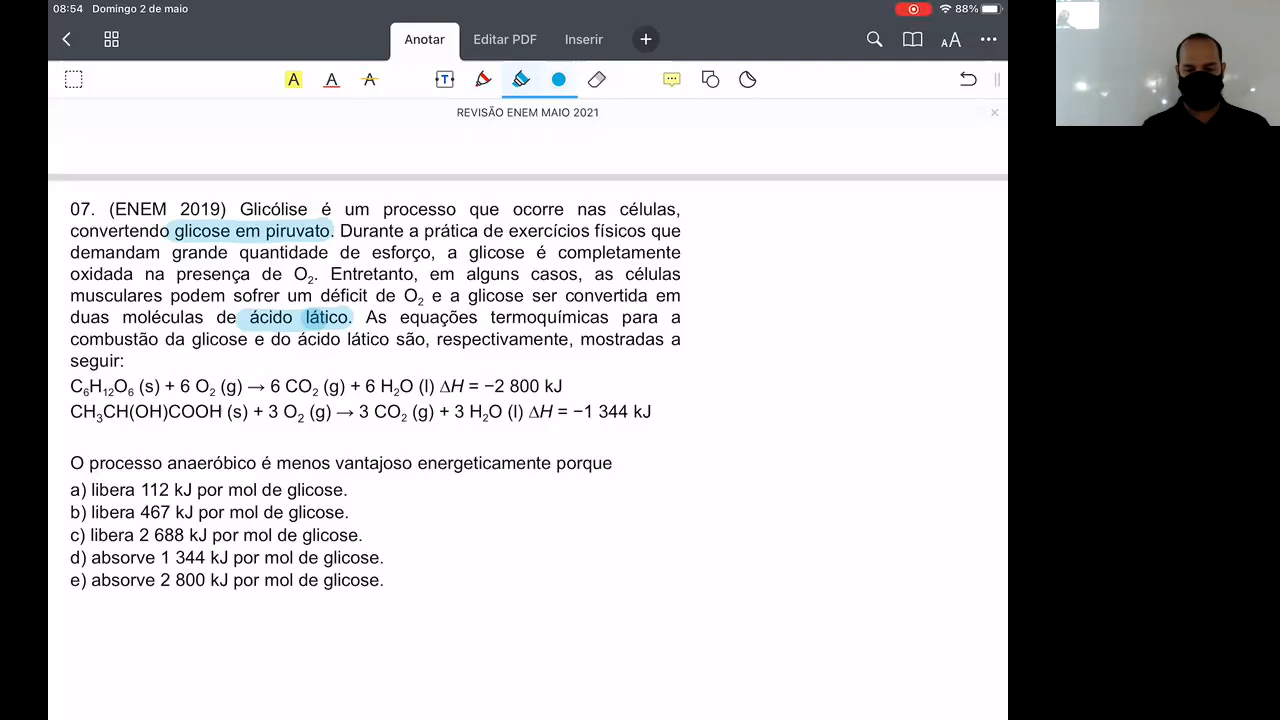 08:54 Domingo 2 de maio
88%
Anotar
Editar PDF
Inserir
AA
A A A T
REVISÃO ENEM MAIO 2021
07. (ENEM 2019) Glicólise é um processo que ocorre nas células,
convertendo glicose em piruvato. Durante a prática de exercícios físicos que
demandam grande quantidade de esforço, a glicose é completamente
oxidada na presença de O₂. Entretanto, em alguns casos, as células
musculares podem sofrer um déficit de O₂ e a glicose ser convertida em
duas moléculas de ácido lático. As equações termoquímicas para a
combustão da glicose e do ácido lático são, respectivamente, mostradas a
seguir:
C₆H₁₂O₆ (s) + 6 O₂ (g) → 6 CO₂ (g) + 6 H₂O (l) ΔH = −2 800 kJ
CH₃CH(OH)COOH (s) + 3 O₂ (g) → 3 CO₂ (g) + 3 H₂O (l) ΔH = −1 344 kJ
O processo anaeróbico é menos vantajoso energeticamente porque
a) libera 112 kJ por mol de glicose.
b) libera 467 kJ por mol de glicose.
c) libera 2 688 kJ por mol de glicose.
d) absorve 1 344 kJ por mol de glicose.
e) absorve 2 800 kJ por mol de glicose.